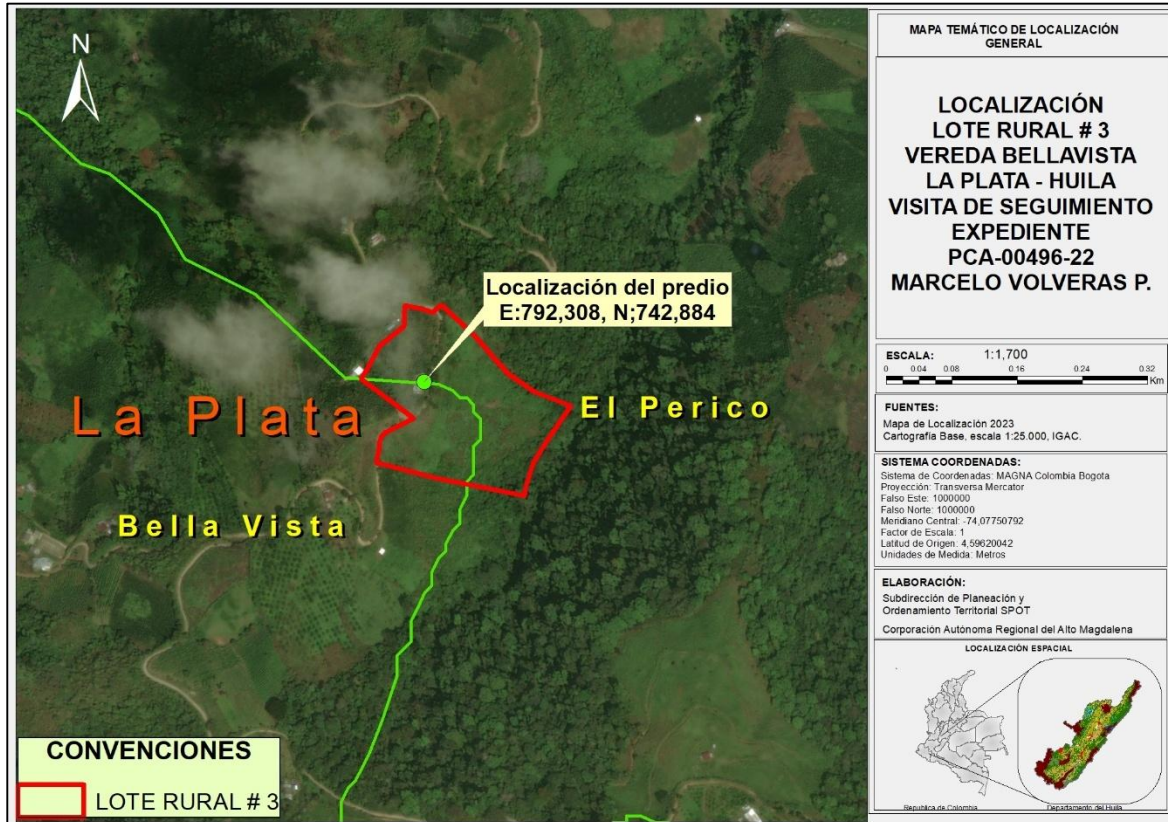 N
Localización del predio
E:792,308, N;742,884
La Plata
El Perico
Bella Vista
CONVENCIONES
LOTE RURAL # 3
MAPA TEMÁTICO DE LOCALIZACIÓN
GENERAL
LOCALIZACIÓN
LOTE RURAL # 3
VEREDA BELLAVISTA
LA PLATA - HUILA
VISITA DE SEGUIMIENTO
EXPEDIENTE
PCA-00496-22
MARCELO VOLVERAS P.
ESCALA: 1:1,700
0 0.04 0.08 0.16 0.24 0.32
Km
FUENTES:
Mapa de Localización 2023
Cartografía Base, escala 1:25.000, IGAC.
SISTEMA COORDENADAS:
Sistema de Coordenadas: MAGNA Colombia Bogota
Proyección: Transversa Mercator
Falso Este: 1000000
Falso Norte: 1000000
Meridiano Central: -74,07750792
Factor de Escala: 1
Latitud de Origen: 4,59620042
Unidades de Medida: Metros
ELABORACIÓN:
Subdirección de Planeación y
Ordenamiento Territorial SPOT
Corporación Autónoma Regional del Alto Magdalena
LOCALIZACIÓN ESPACIAL
Republica de Colombia
Departamento del Huila